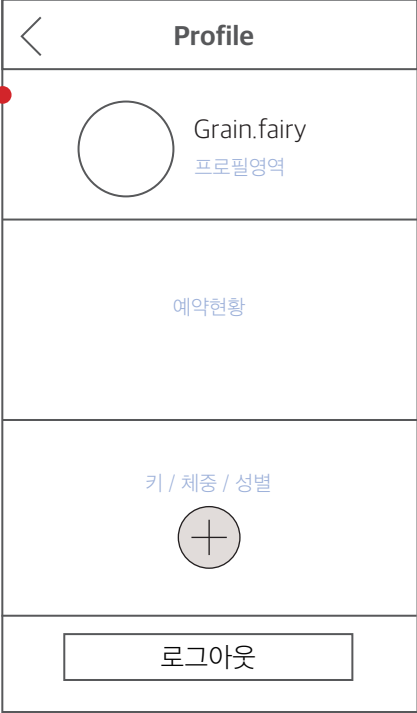 Profile
Grain.fairy
프로필영역
예약현황
키 / 체중 / 성별
로그아웃